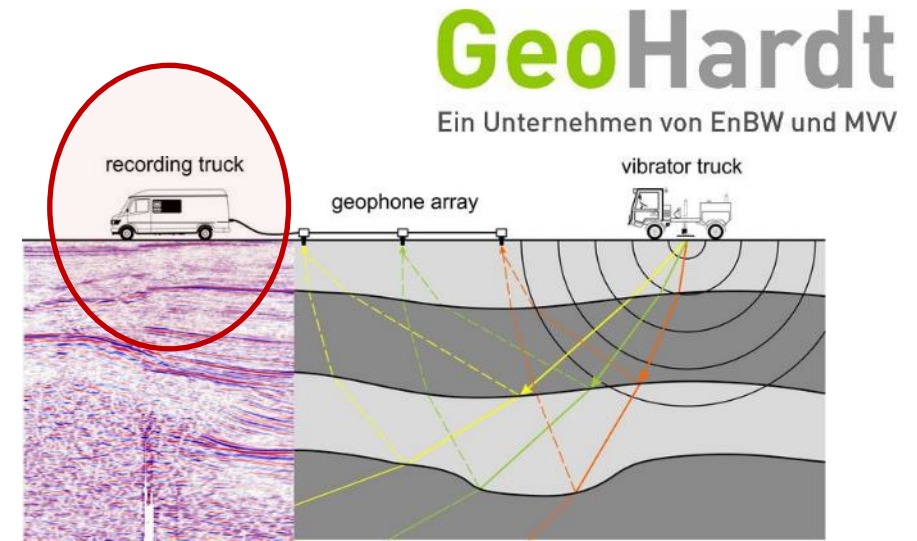 GeoHardt
Ein Unternehmen von EnBW und MVV
recording truck
geophone array
vibrator truck